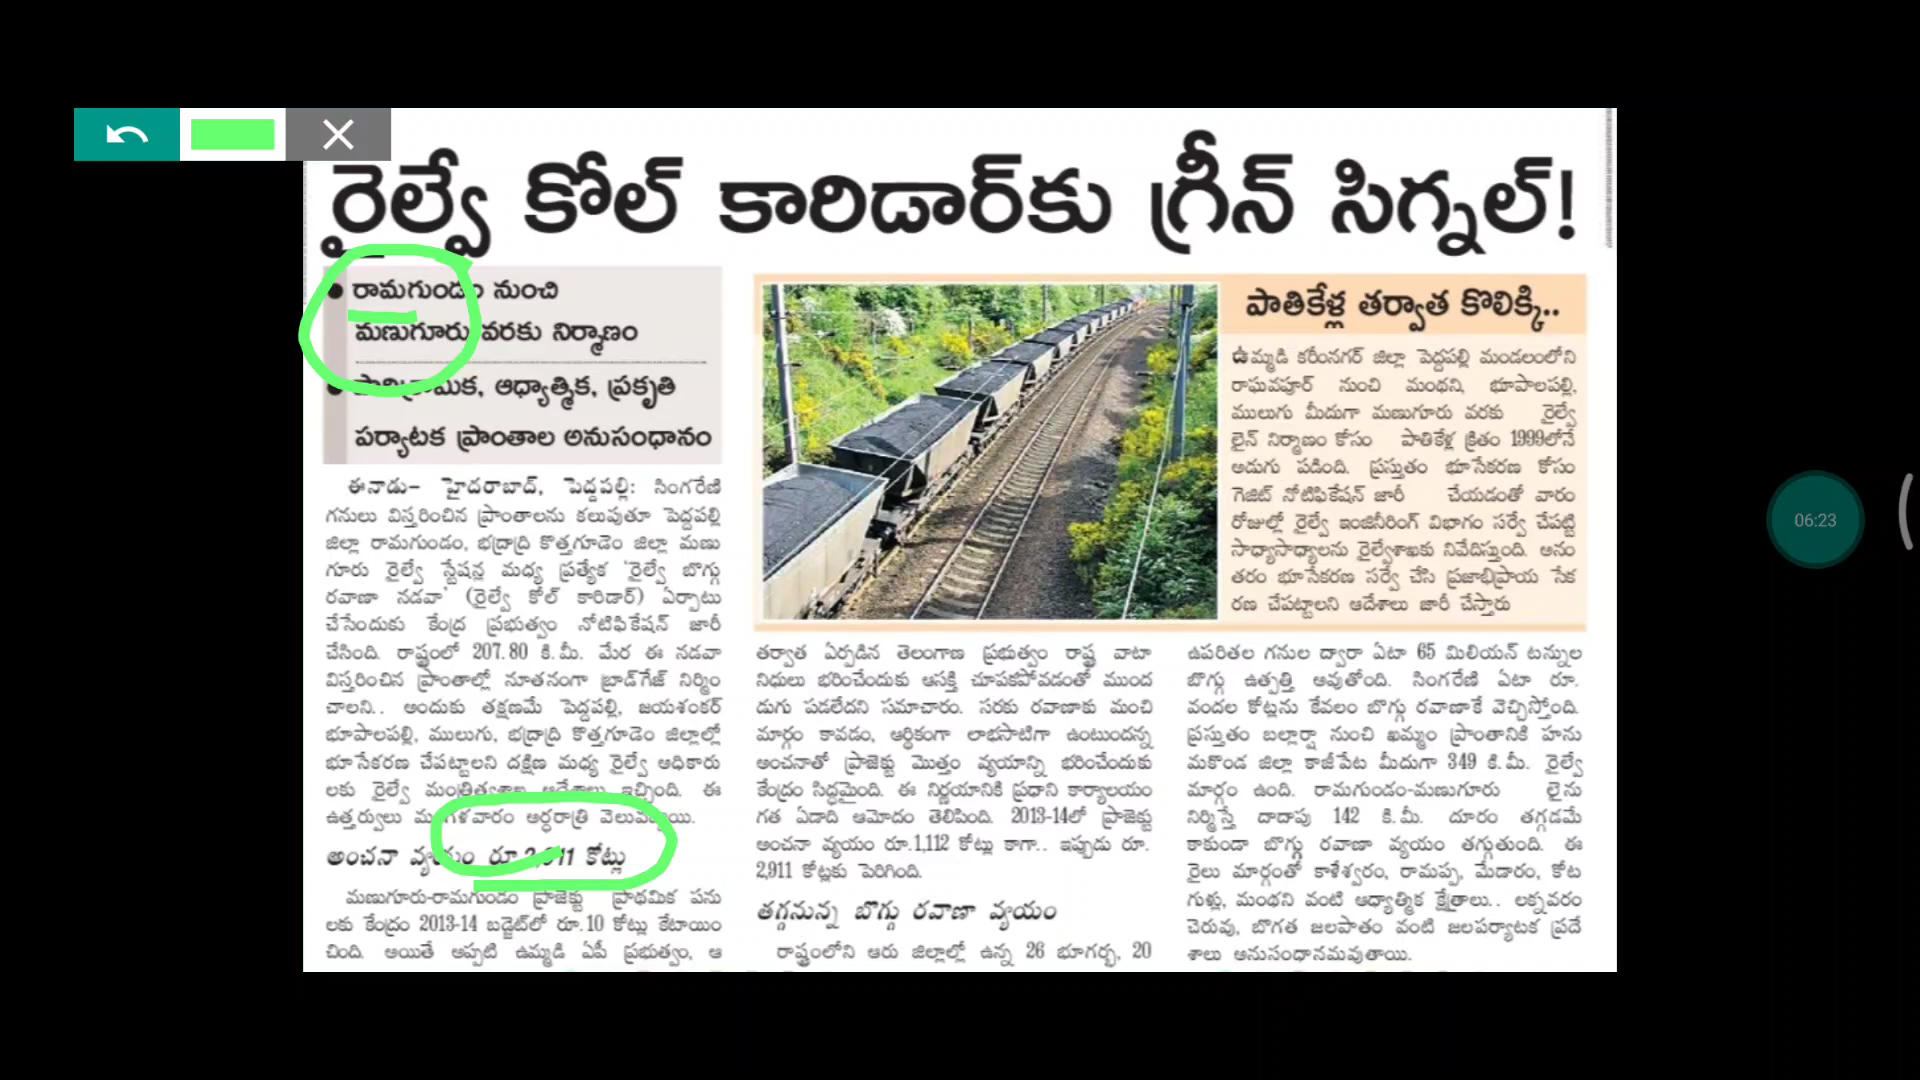 రైల్వే కోల్ కారిడార్‌కు గ్రీన్ సిగ్నల్!
● రామగుండం నుంచి
మణుగూరు వరకు నిర్మాణం
● పారిశ్రామిక, ఆధ్యాత్మిక, ప్రకృతి
పర్యాటక ప్రాంతాల అనుసంధానం
ఈనాడు- హైదరాబాద్, పెద్దపల్లి: సింగరేణి
గనులు విస్తరించిన ప్రాంతాలను కలుపుతూ పెద్దపల్లి
జిల్లా రామగుండం, భద్రాద్రి కొత్తగూడెం జిల్లా మణు
గూరు రైల్వే స్టేషన్ల మధ్య ప్రత్యేక 'రైల్వే బొగ్గు
రవాణా నడవా' (రైల్వే కోల్ కారిడార్) ఏర్పాటు
చేసేందుకు కేంద్ర ప్రభుత్వం నోటిఫికేషన్ జారీ
చేసింది. రాష్ట్రంలో 207.80 కి.మీ. మేర ఈ నడవా
విస్తరించిన ప్రాంతాల్లో నూతనంగా బ్రాడ్‌గేజ్ నిర్మిం
చాలని.. అందుకు తక్షణమే పెద్దపల్లి, జయశంకర్
భూపాలపల్లి, ములుగు, భద్రాద్రి కొత్తగూడెం జిల్లాల్లో
భూసేకరణ చేపట్టాలని దక్షిణ మధ్య రైల్వే అధికారు
లకు రైల్వే మంత్రిత్వశాఖ ఆదేశాలు ఇచ్చింది. ఈ
ఉత్తర్వులు మంగళవారం అర్ధరాత్రి వెలువడ్డాయి.
అంచనా వ్యయం రూ.2,911 కోట్లు
మణుగూరు-రామగుండం ప్రాజెక్టు ప్రాథమిక పను
లకు కేంద్రం 2013-14 బడ్జెట్‌లో రూ.10 కోట్లు కేటాయిం
చింది. అయితే అప్పటి ఉమ్మడి ఏపీ ప్రభుత్వం, ఆ
పాతికేళ్ల తర్వాత కొలిక్కి..
ఉమ్మడి కరీంనగర్ జిల్లా పెద్దపల్లి మండలంలోని
రాఘవపూర్ నుంచి మంథని, భూపాలపల్లి,
ములుగు మీదుగా మణుగూరు వరకు రైల్వే
లైన్ నిర్మాణం కోసం పాతికేళ్ల క్రితం 1999లోనే
అడుగు పడింది. ప్రస్తుతం భూసేకరణ కోసం
గెజిట్ నోటిఫికేషన్ జారీ చేయడంతో వారం
రోజుల్లో రైల్వే ఇంజినీరింగ్ విభాగం సర్వే చేపట్టి
సాధ్యాసాధ్యాలను రైల్వేశాఖకు నివేదిస్తుంది. అనం
తరం భూసేకరణ సర్వే చేసి ప్రజాభిప్రాయ సేక
రణ చేపట్టాలని ఆదేశాలు జారీ చేస్తారు
తర్వాత ఏర్పడిన తెలంగాణ ప్రభుత్వం రాష్ట్ర వాటా
నిధులు భరించేందుకు ఆసక్తి చూపకపోవడంతో ముంద
డుగు పడలేదని సమాచారం. సరకు రవాణాకు మంచి
మార్గం కావడం, ఆర్థికంగా లాభసాటిగా ఉంటుందన్న
అంచనాతో ప్రాజెక్టు మొత్తం వ్యయాన్ని భరించేందుకు
కేంద్రం సిద్ధమైంది. ఈ నిర్ణయానికి ప్రధాని కార్యాలయం
గత ఏడాది ఆమోదం తెలిపింది. 2013-14లో ప్రాజెక్టు
అంచనా వ్యయం రూ.1,112 కోట్లు కాగా.. ఇప్పుడు రూ.
2,911 కోట్లకు పెరిగింది.
తగ్గనున్న బొగ్గు రవాణా వ్యయం
రాష్ట్రంలోని ఆరు జిల్లాల్లో ఉన్న 26 భూగర్భ, 20
ఉపరితల గనుల ద్వారా ఏటా 65 మిలియన్ టన్నుల
బొగ్గు ఉత్పత్తి అవుతోంది. సింగరేణి ఏటా రూ.
వందల కోట్లను కేవలం బొగ్గు రవాణాకే వెచ్చిస్తోంది.
ప్రస్తుతం బల్లార్షా నుంచి ఖమ్మం ప్రాంతానికి హను
మకొండ జిల్లా కాజీపేట మీదుగా 349 కి.మీ. రైల్వే
మార్గం ఉంది. రామగుండం-మణుగూరు లైను
నిర్మిస్తే దాదాపు 142 కి.మీ. దూరం తగ్గడమే
కాకుండా బొగ్గు రవాణా వ్యయం తగ్గుతుంది. ఈ
రైలు మార్గంతో కాళేశ్వరం, రామప్ప, మేడారం, కోట
గుళ్లు, మంథని వంటి ఆధ్యాత్మిక క్షేత్రాలు.. లక్నవరం
చెరువు, బొగత జలపాతం వంటి జలపర్యాటక ప్రదే
శాలు అనుసంధానమవుతాయి.
06:23